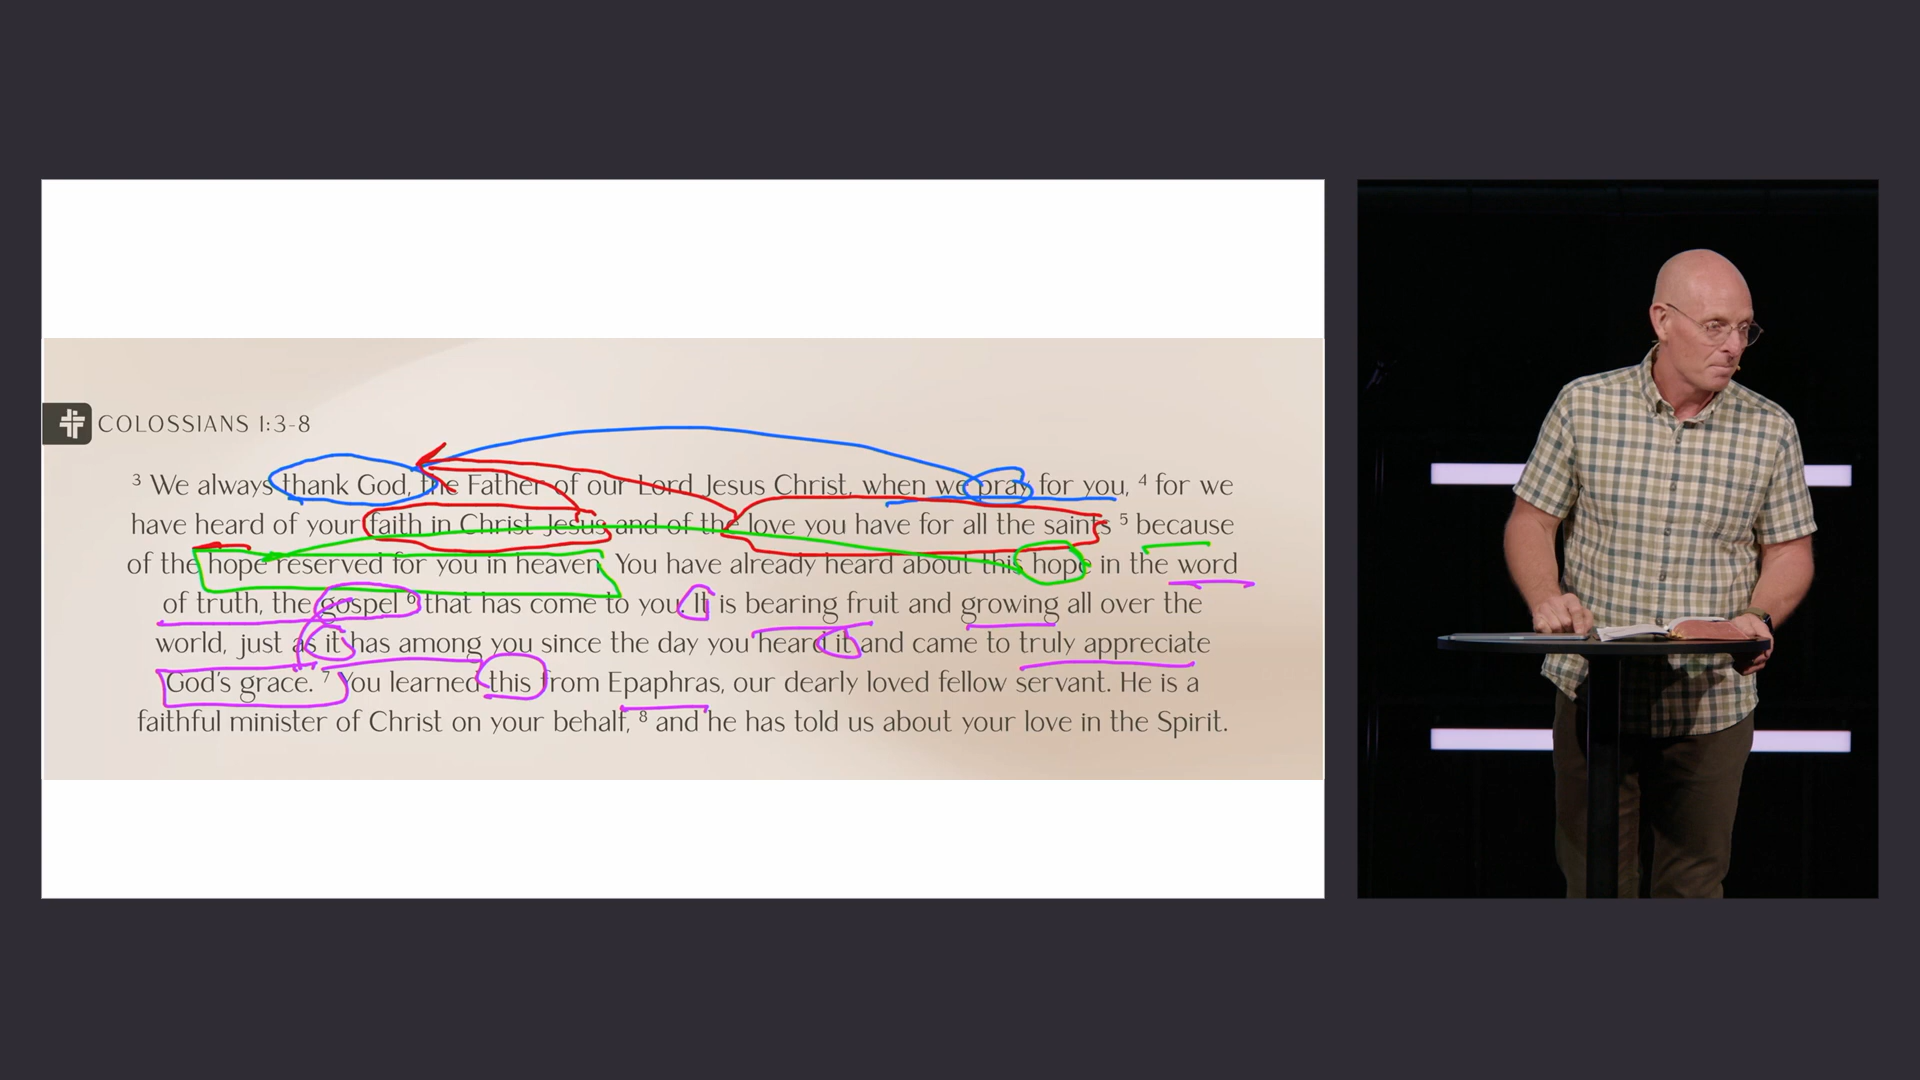 COLOSSIANS 1:3-8
³ We always thank God, the Father of our Lord Jesus Christ, when we pray for you, ⁴ for we
have heard of your faith in Christ Jesus and of the love you have for all the saints ⁵ because
of the hope reserved for you in heaven. You have already heard about this hope in the word
of truth, the gospel ⁶ that has come to you. It is bearing fruit and growing all over the
world, just as it has among you since the day you heard it and came to truly appreciate
God's grace. ⁷ You learned this from Epaphras, our dearly loved fellow servant. He is a
faithful minister of Christ on your behalf, ⁸ and he has told us about your love in the Spirit.